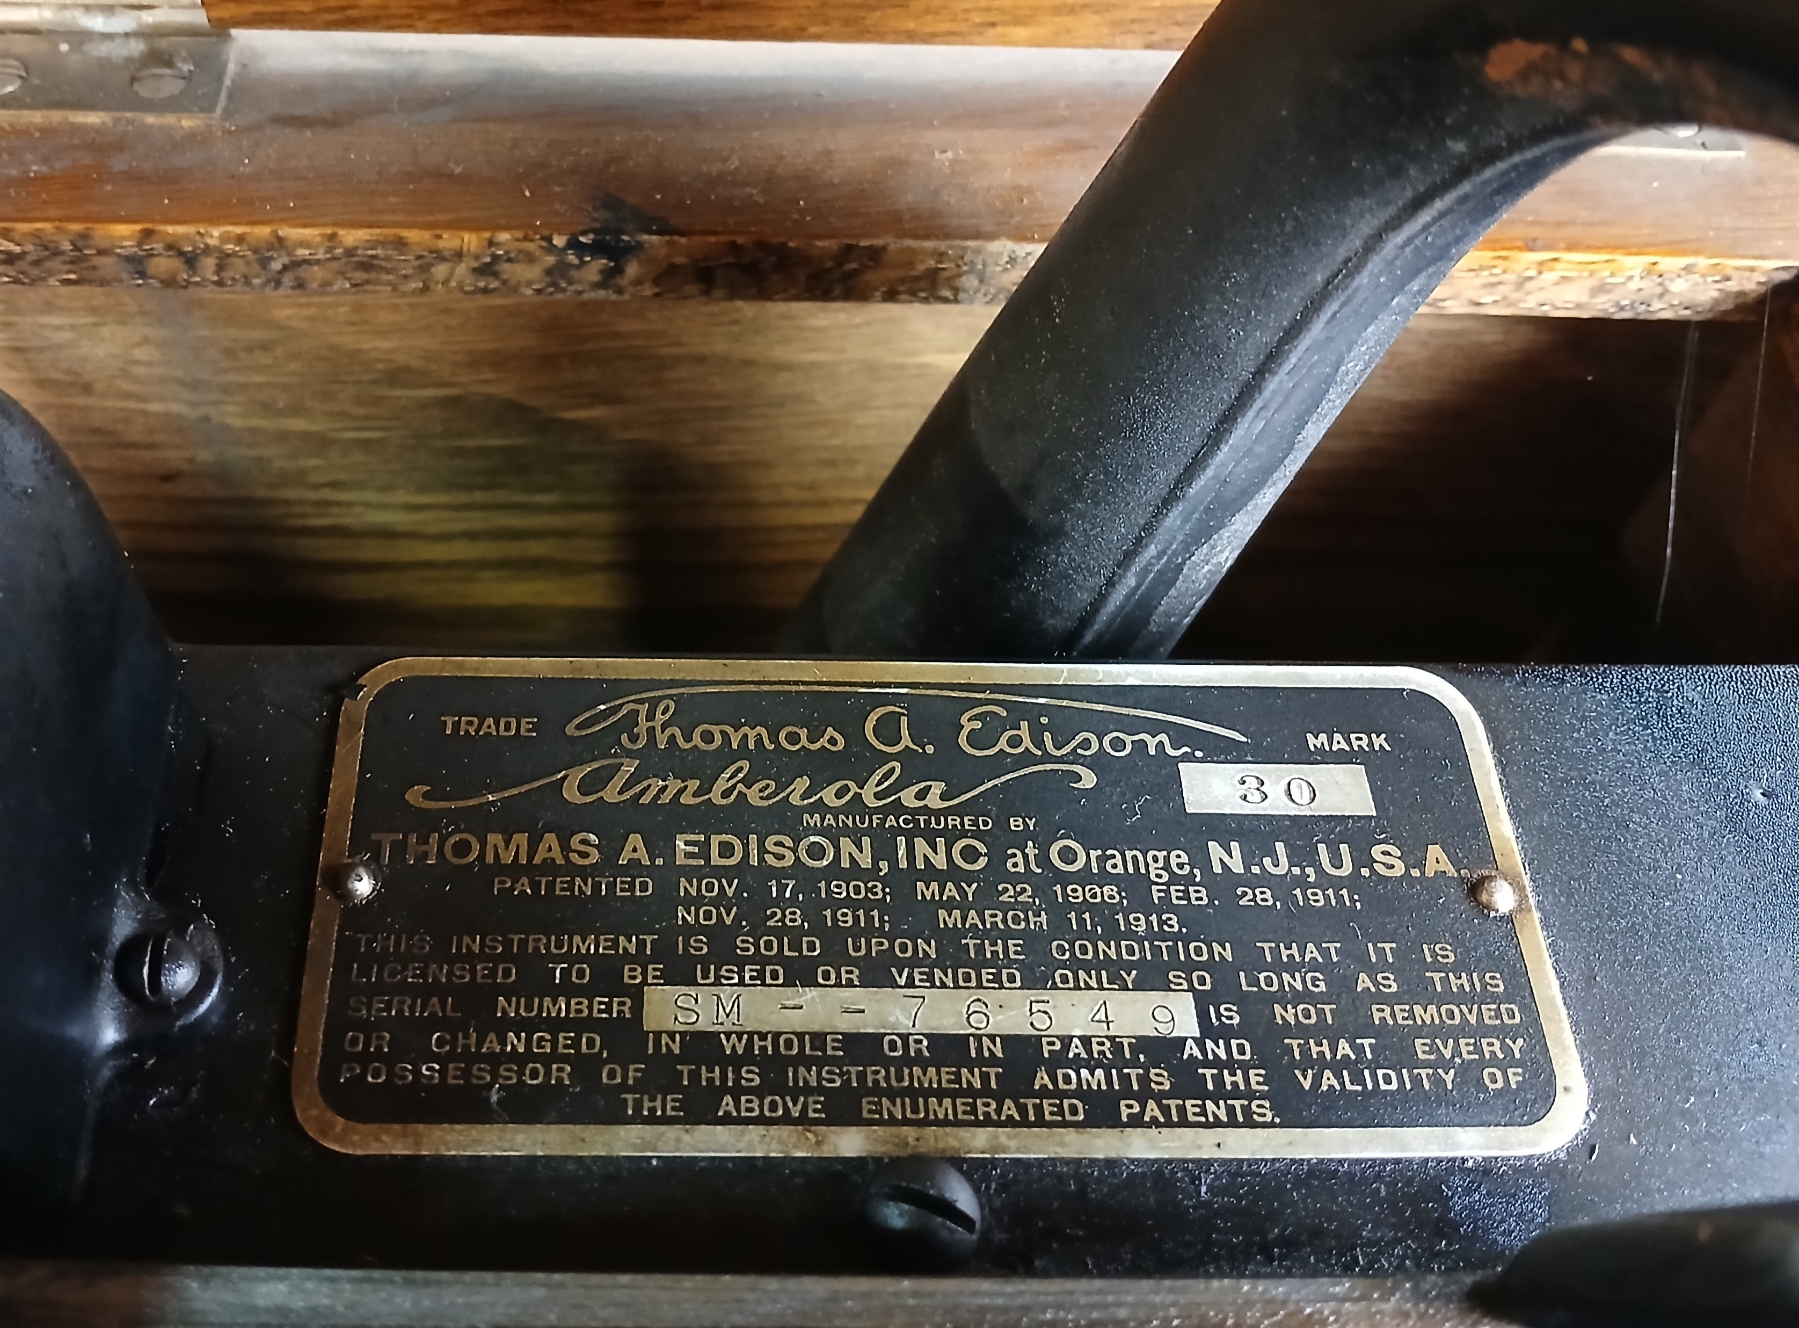 TRADE Thomas A. Edison. MARK
Amberola 30
MANUFACTURED BY
THOMAS A. EDISON, INC at Orange, N.J., U.S.A.
PATENTED NOV. 17, 1903; MAY 22, 1906; FEB. 28, 1911;
NOV. 28, 1911; MARCH 11, 1913.
THIS INSTRUMENT IS SOLD UPON THE CONDITION THAT IT IS
LICENSED TO BE USED OR VENDED ONLY SO LONG AS THIS
SERIAL NUMBER SM--76549 IS NOT REMOVED
OR CHANGED, IN WHOLE OR IN PART, AND THAT EVERY
POSSESSOR OF THIS INSTRUMENT ADMITS THE VALIDITY OF
THE ABOVE ENUMERATED PATENTS.